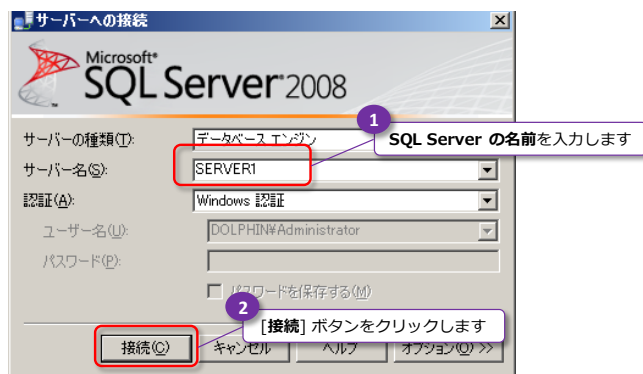 サーバーへの接続
Microsoft®
SQL Server® 2008
1
サーバーの種類(T):
データベース エンジン
SQL Server の名前を入力します
サーバー名(S):
SERVER1
認証(A):
Windows 認証
ユーザー名(U):
DOLPHIN¥Administrator
パスワード(P):
パスワードを保存する(M)
2
[接続] ボタンをクリックします
接続(C)
キャンセル
ヘルプ
オプション(O) >>